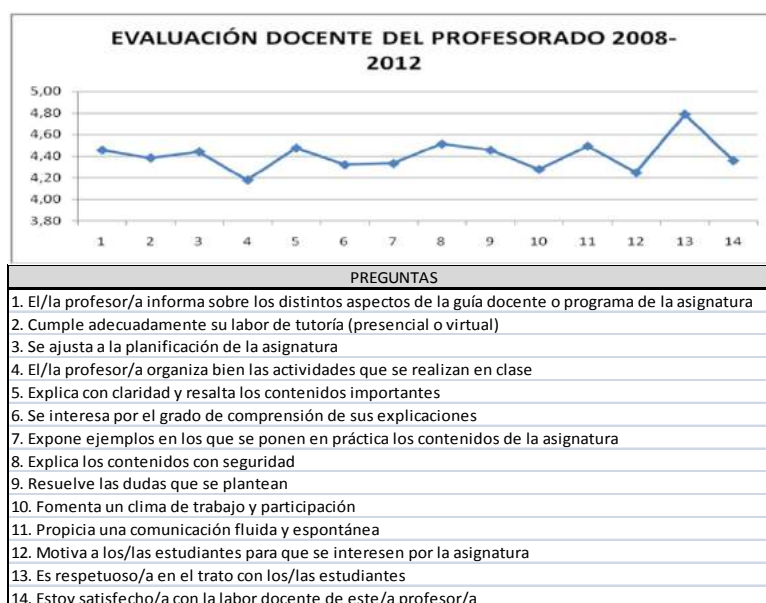 EVALUACIÓN DOCENTE DEL PROFESORADO 2008-
2012
5,00
4,80
4,60
4,40
4,20
4,00
3,80
1 2 3 4 5 6 7 8 9 10 11 12 13 14
PREGUNTAS
1. El/la profesor/a informa sobre los distintos aspectos de la guía docente o programa de la asignatura
2. Cumple adecuadamente su labor de tutoría (presencial o virtual)
3. Se ajusta a la planificación de la asignatura
4. El/la profesor/a organiza bien las actividades que se realizan en clase
5. Explica con claridad y resalta los contenidos importantes
6. Se interesa por el grado de comprensión de sus explicaciones
7. Expone ejemplos en los que se ponen en práctica los contenidos de la asignatura
8. Explica los contenidos con seguridad
9. Resuelve las dudas que se plantean
10. Fomenta un clima de trabajo y participación
11. Propicia una comunicación fluida y espontánea
12. Motiva a los/las estudiantes para que se interesen por la asignatura
13. Es respetuoso/a en el trato con los/las estudiantes
14. Estoy satisfecho/a con la labor docente de este/a profesor/a